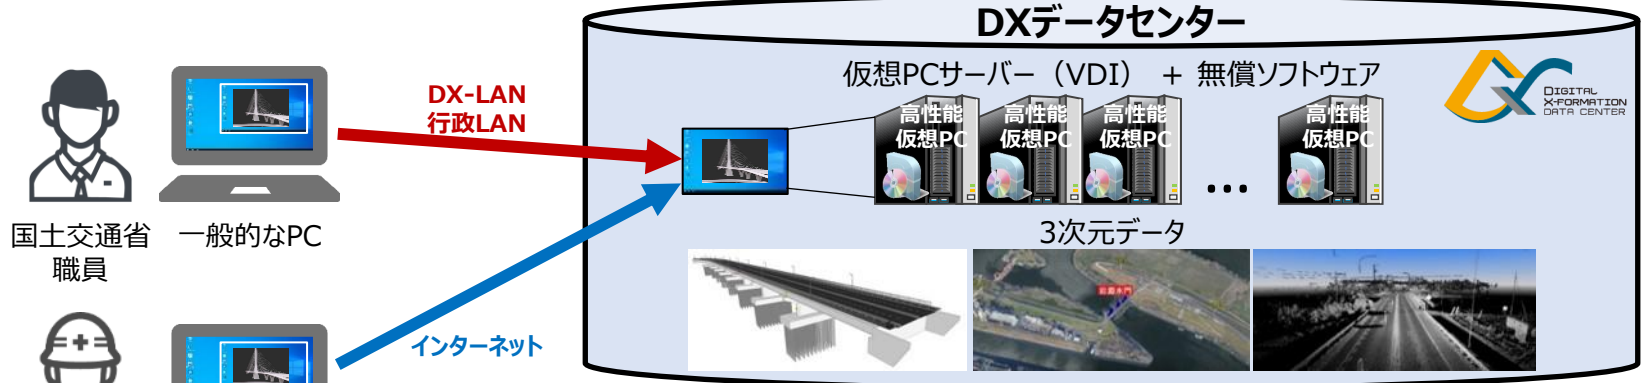 DXデータセンター
仮想PCサーバー（VDI） + 無償ソフトウェア
DIGITAL
X-FORMATION
DATA CENTER
DX-LAN
行政LAN
高性能
仮想PC
高性能
仮想PC
高性能
仮想PC
…
高性能
仮想PC
国土交通省
職員
一般的なPC
3次元データ
インターネット